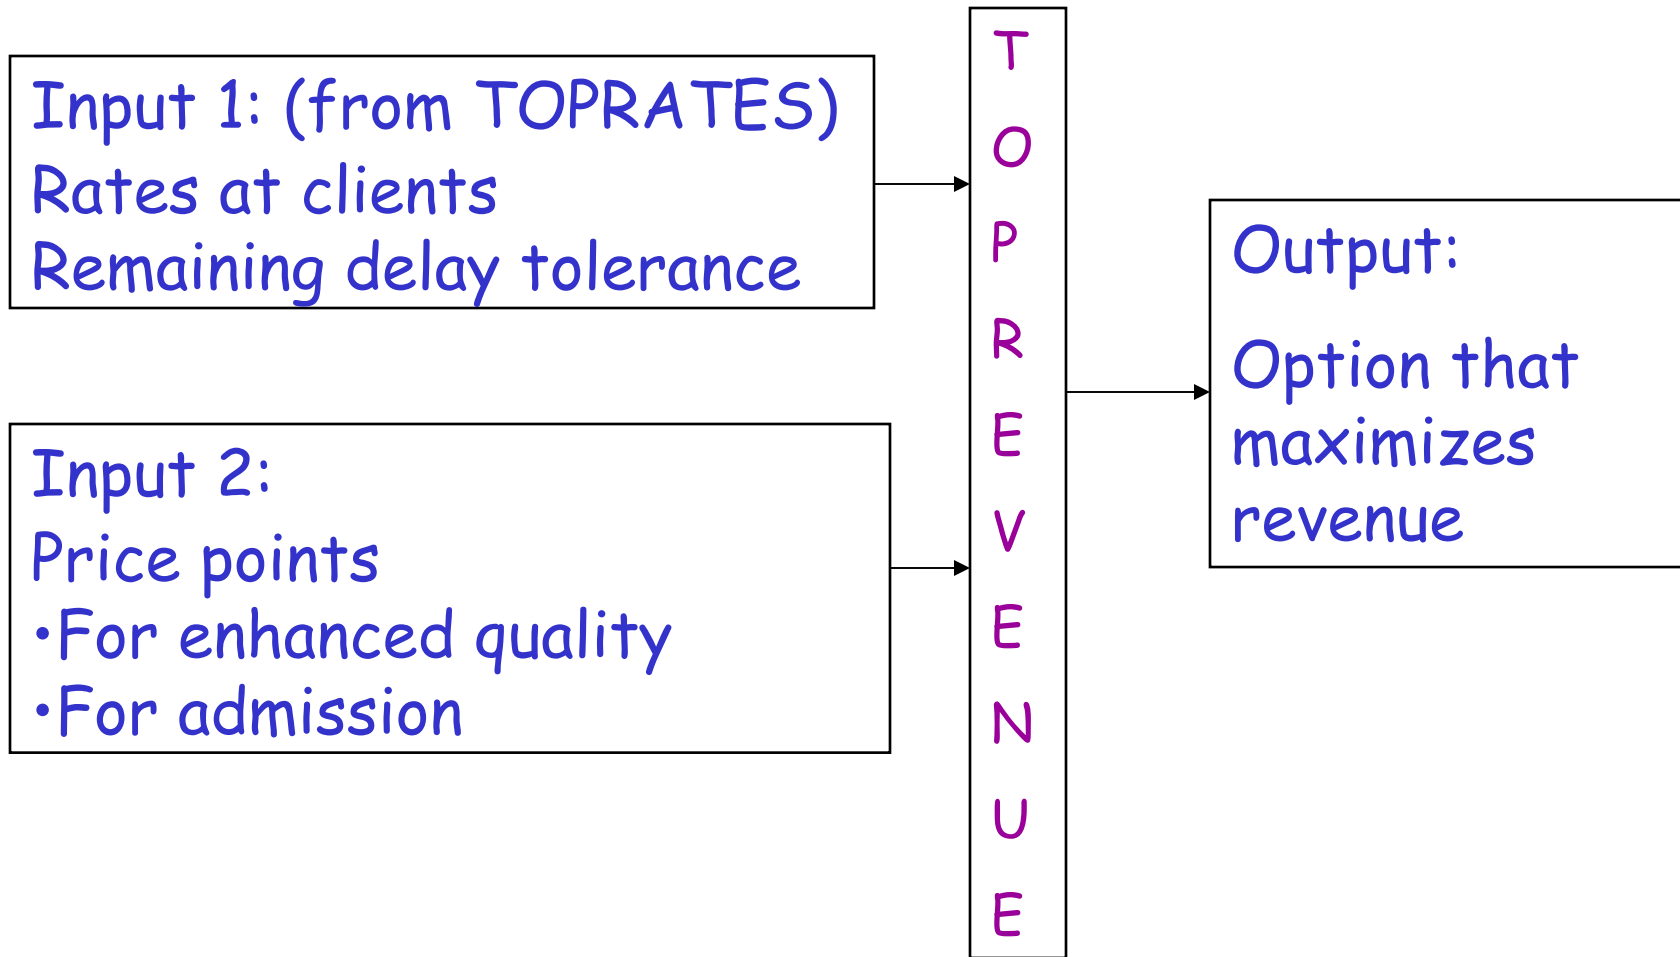 Input 1: (from TOPRATES)
Rates at clients
Remaining delay tolerance
Input 2:
Price points
•For enhanced quality
•For admission
T
O
P
R
E
V
E
N
U
E
Output:
Option that
maximizes
revenue